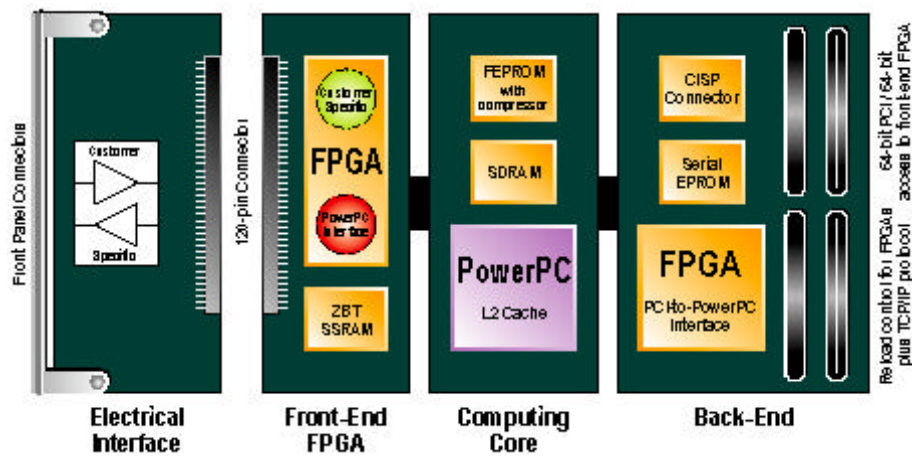 Front Panel Connectors
Customer
Specific
Electrical
Interface
120-pin Connector
Customer
Specific
FPGA
PowerPC
Interface
ZBT
SSRAM
Front-End
FPGA
FEPROM
with
compressor
SDRAM
PowerPC
L2 Cache
Computing
Core
CISP
Connector
Serial
EPROM
FPGA
PCI-to-PowerPC
Interface
Back-End
64-bit PCI / 64-bit
access to front-end FPGA
Reload control for FPGAs
plus TCP/IP protocol